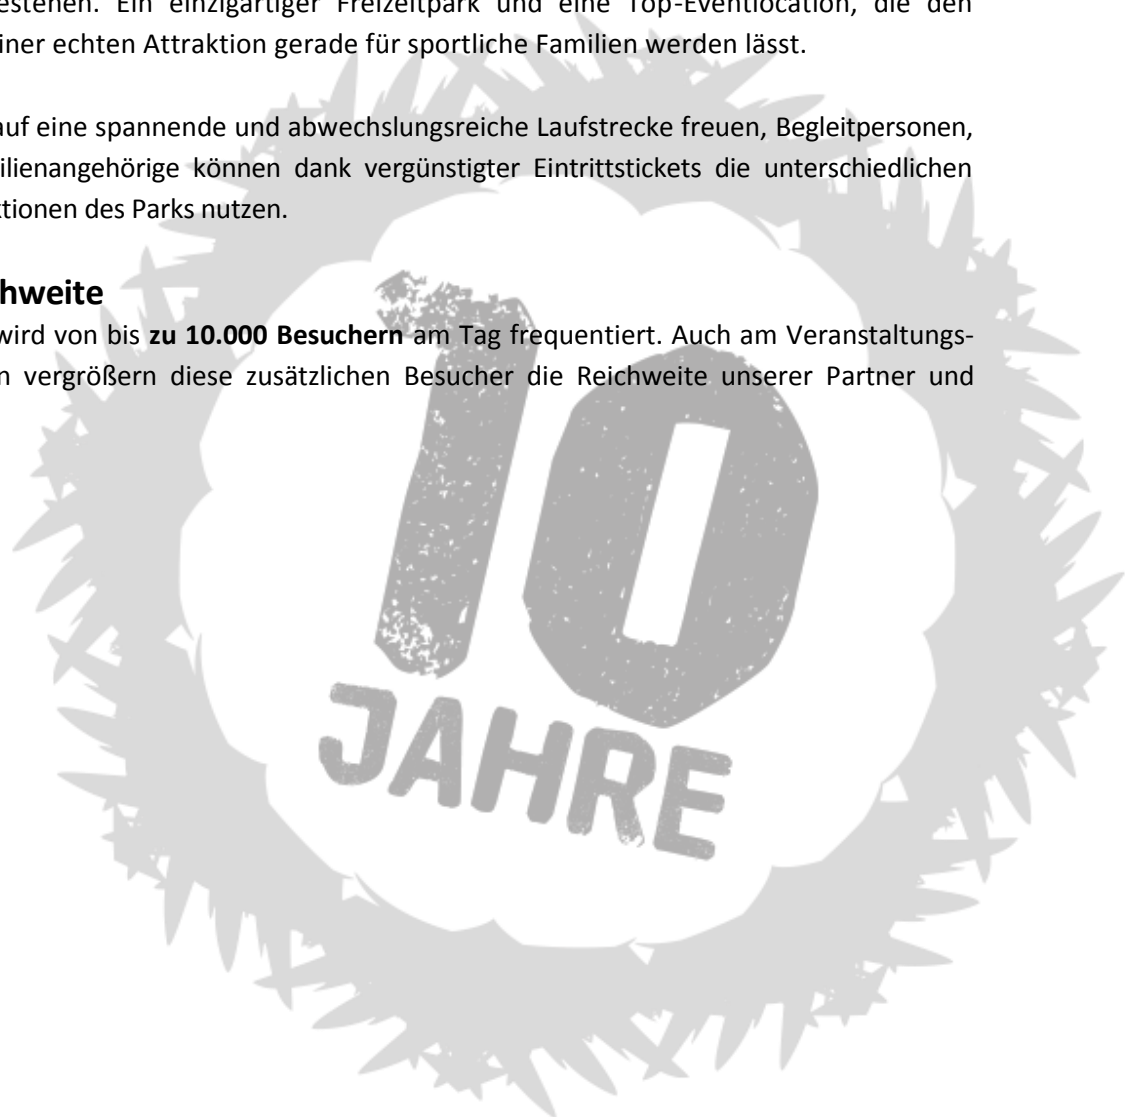 estehen. Ein einzigartiger Freizeitpark und eine Top-Eventlocation, die den
iner echten Attraktion gerade für sportliche Familien werden lässt.
auf eine spannende und abwechslungsreiche Laufstrecke freuen, Begleitpersonen,
ilienangehörige können dank vergünstigter Eintrittstickets die unterschiedlichen
ktionen des Parks nutzen.
hweite
wird von bis zu 10.000 Besuchern am Tag frequentiert. Auch am Veranstaltungs-
n vergrößern diese zusätzlichen Besucher die Reichweite unserer Partner und
10
JAHRE